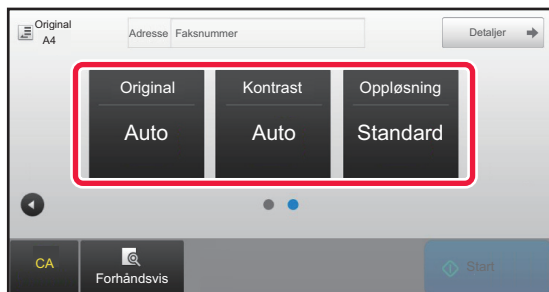 Original
A4
Adresse Faksnummer
Detaljer
Original Kontrast Oppløsning
Auto Auto Standard
CA
Forhåndsvis
Start